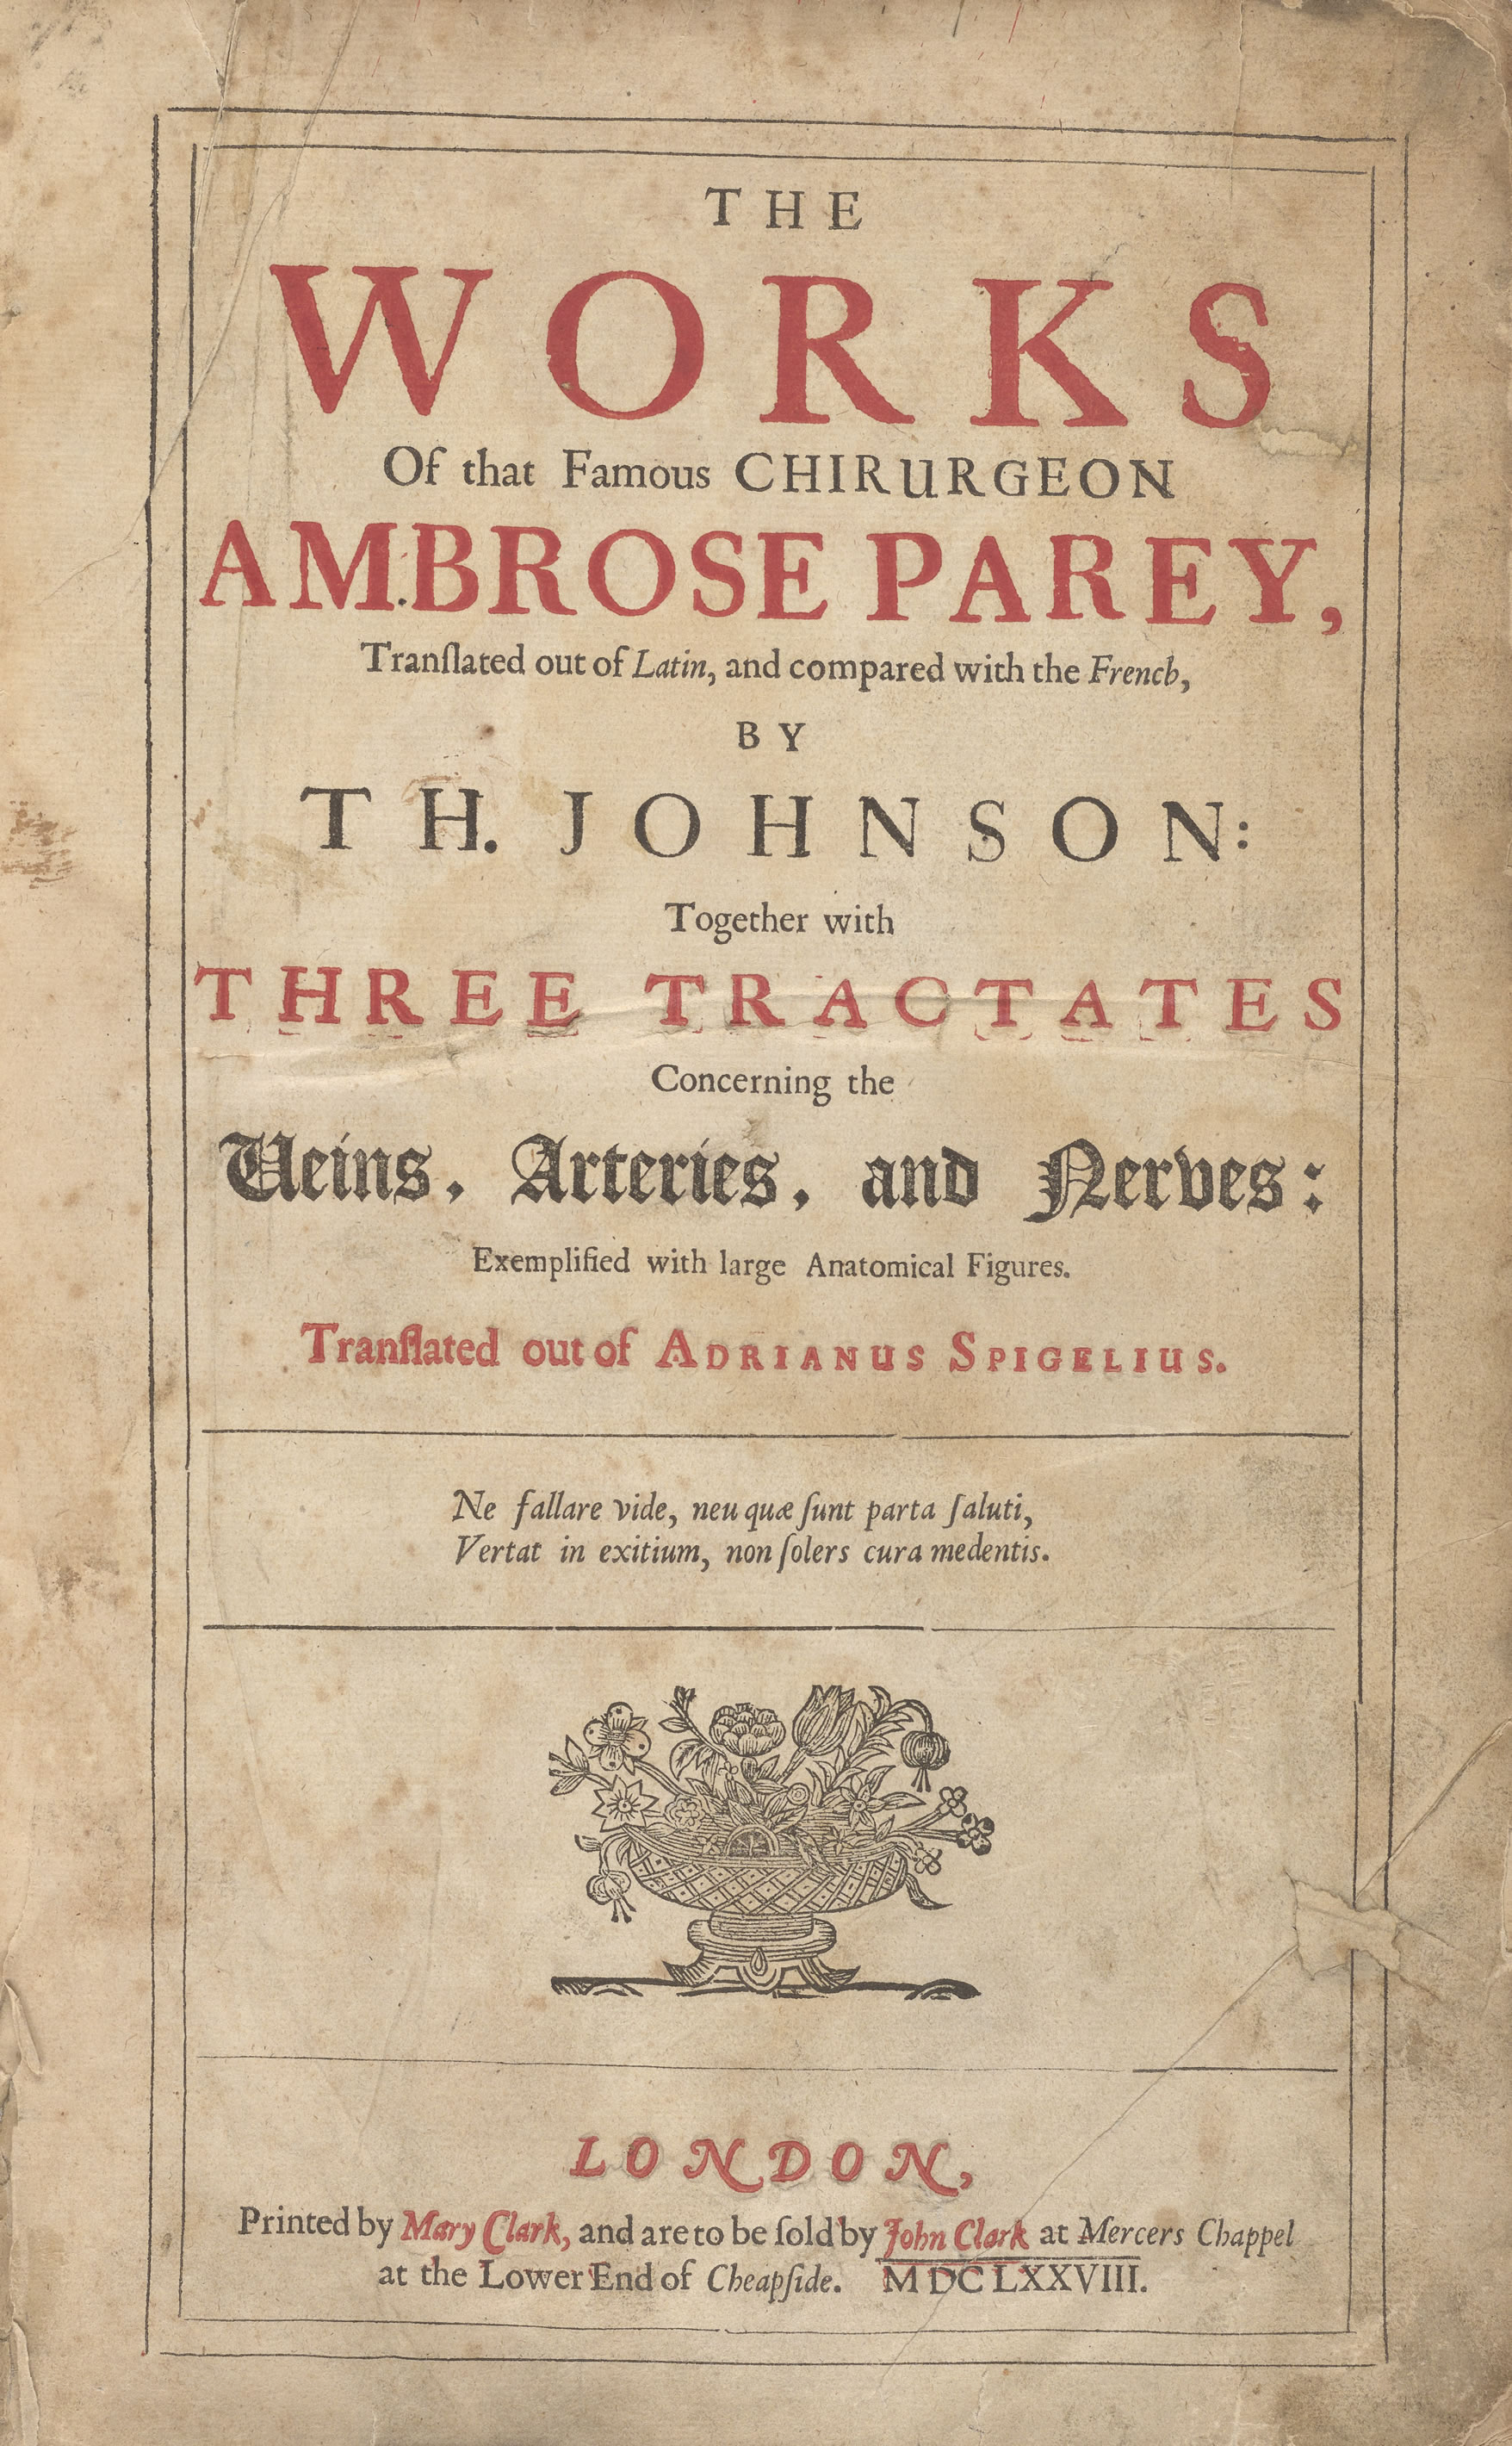 THE
WORKS
Of that Famous CHIRURGEON
AMBROSE PAREY,
Tranſlated out of Latin, and compared with the French,
BY
TH. JOHNSON:
Together with
THREE TRACTATES
Concerning the
Veins, Arteries, and Nerves:
Exemplified with large Anatomical Figures.
Tranſlated out of ADRIANUS SPIGELIUS.
Ne fallare vide, neu quæ ſunt parta ſaluti,
Vertat in exitium, non ſolers cura medentis.
LONDON,
Printed by Mary Clark, and are to be ſold by John Clark at Mercers Chappel
at the Lower End of Cheapſide. MDCLXXVIII.